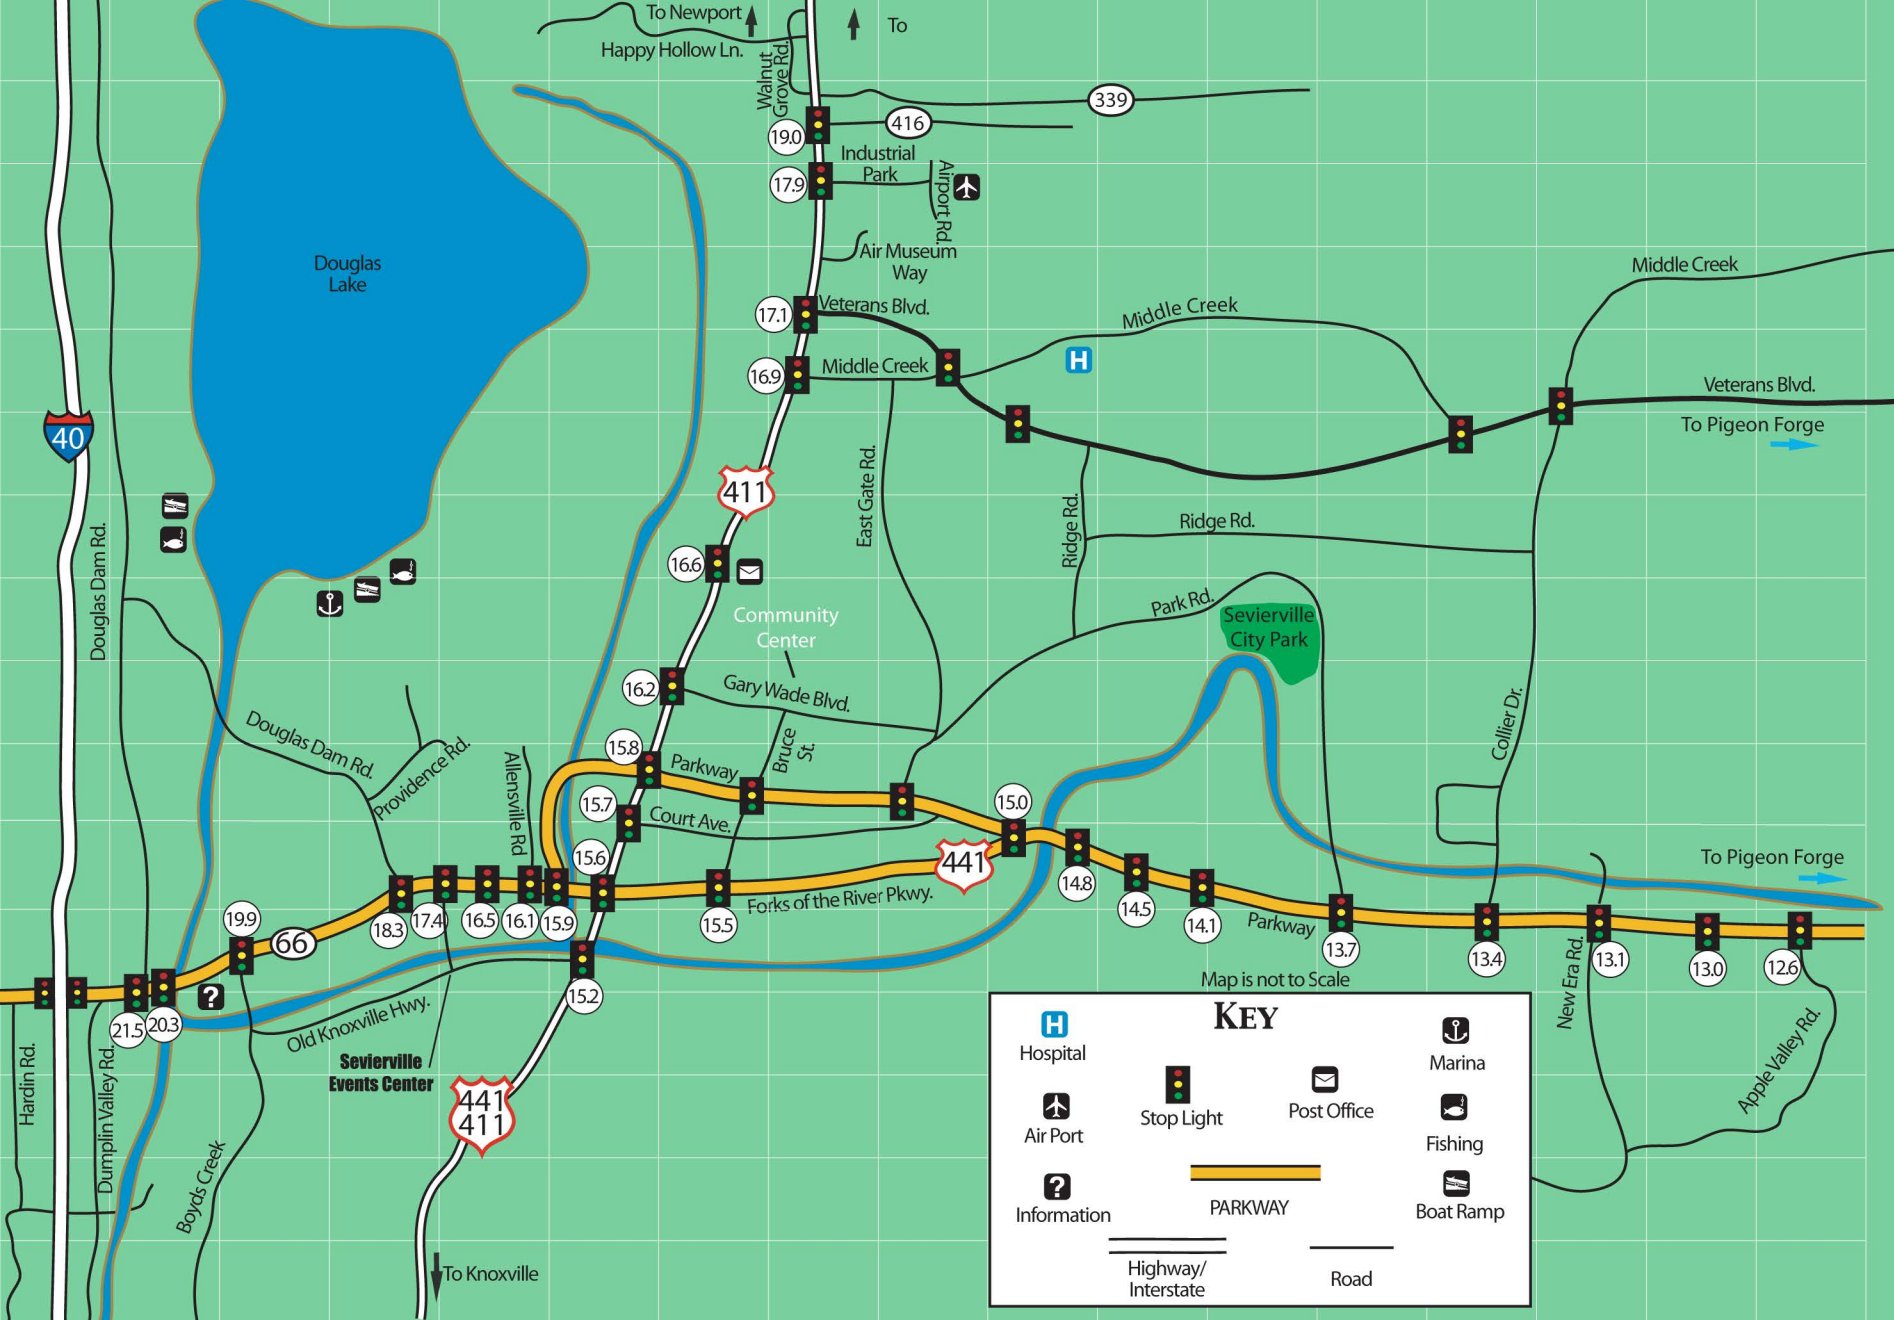 To Newport
To
Happy Hollow Ln.
Walnut
Grove Rd.
339
416
19.0
Industrial
Park
17.9
Airport Rd.
Air Museum
Way
Douglas
Lake
Middle Creek
17.1
Veterans Blvd.
Middle Creek
H
16.9
Middle Creek
Veterans Blvd.
To Pigeon Forge
40
411
East Gate Rd.
Ridge Rd.
Ridge Rd.
Douglas Dam Rd.
16.6
Community
Center
Park Rd.
Sevierville
City Park
16.2
Gary Wade Blvd.
Collier Dr.
Douglas Dam Rd.
Providence Rd.
Allensville Rd
15.8
Parkway
Bruce
St.
15.7
Court Ave.
15.0
15.6
441
To Pigeon Forge
14.8
Forks of the River Pkwy.
19.9
18.3
17.4
16.5
16.1
15.9
15.5
14.5
14.1
Parkway
13.7
13.4
13.1
13.0
12.6
66
New Era Rd.
Map is not to Scale
?
15.2
21.5
20.3
Old Knoxville Hwy.
Sevierville
Events Center
Hardin Rd.
Dumplin Valley Rd.
Boyds Creek
441
411
To Knoxville
Apple Valley Rd.
KEY
H
Hospital
Marina
Stop Light
Post Office
Air Port
Fishing
?
Information
PARKWAY
Boat Ramp
Highway/
Interstate
Road